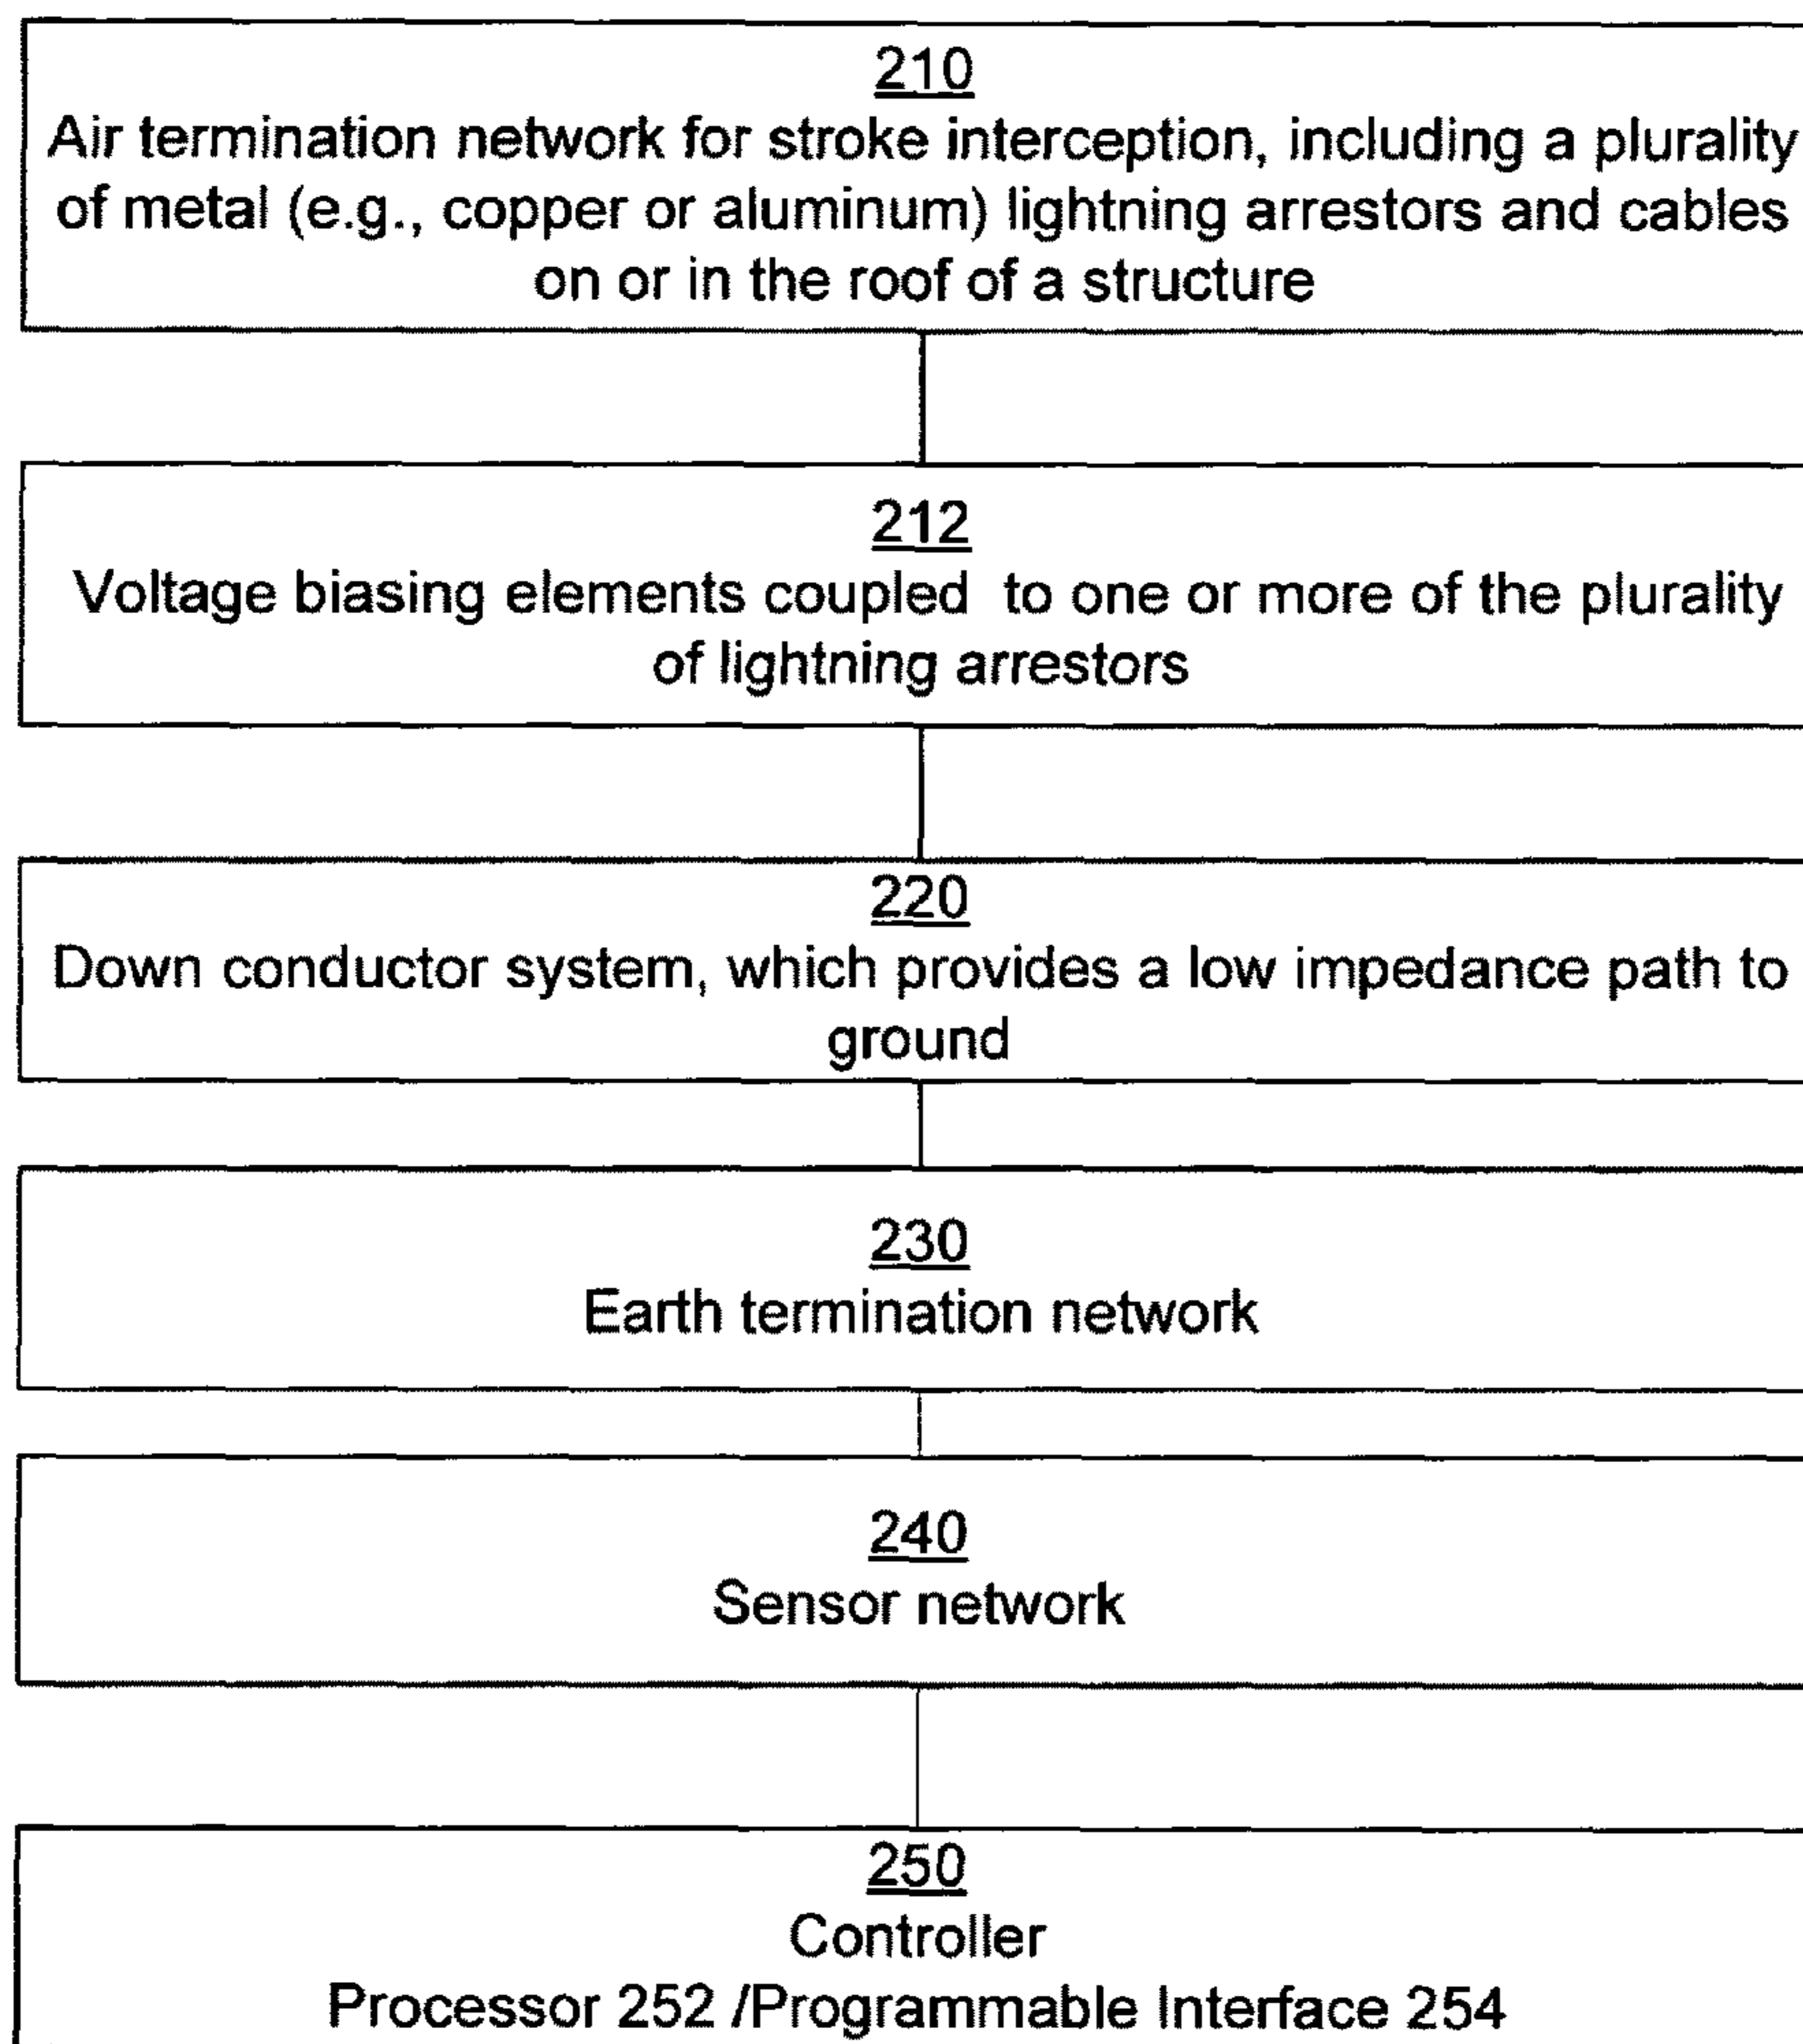 210
Air termination network for stroke interception, including a plurality
of metal (e.g., copper or aluminum) lightning arrestors and cables
on or in the roof of a structure
212
Voltage biasing elements coupled to one or more of the plurality
of lightning arrestors
220
Down conductor system, which provides a low impedance path to
ground
230
Earth termination network
240
Sensor network
250
Controller
Processor 252 /Programmable Interface 254